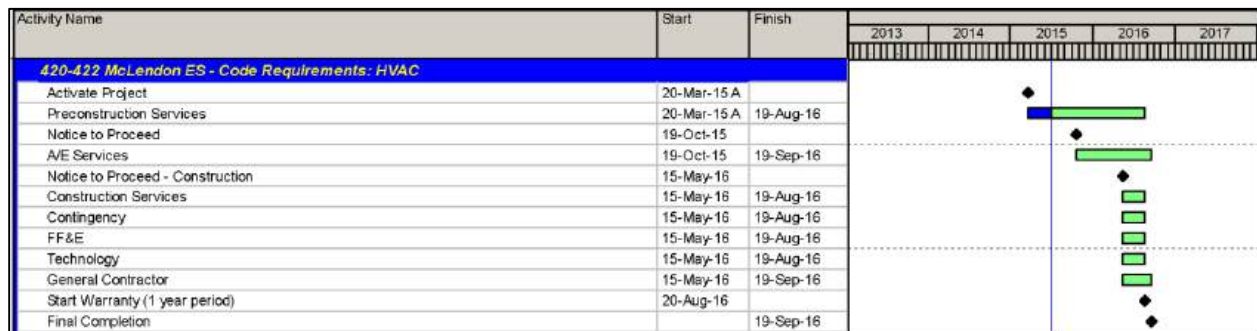 Activity Name Start Finish
2013 2014 2015 2016 2017
420-422 McLendon ES - Code Requirements: HVAC
Activate Project 20-Mar-15 A
Preconstruction Services 20-Mar-15 A 19-Aug-16
Notice to Proceed 19-Oct-15
A/E Services 19-Oct-15 19-Sep-16
Notice to Proceed - Construction 15-May-16
Construction Services 15-May-16 19-Aug-16
Contingency 15-May-16 19-Aug-16
FF&E 15-May-16 19-Aug-16
Technology 15-May-16 19-Aug-16
General Contractor 15-May-16 19-Sep-16
Start Warranty (1 year period) 20-Aug-16
Final Completion 19-Sep-16